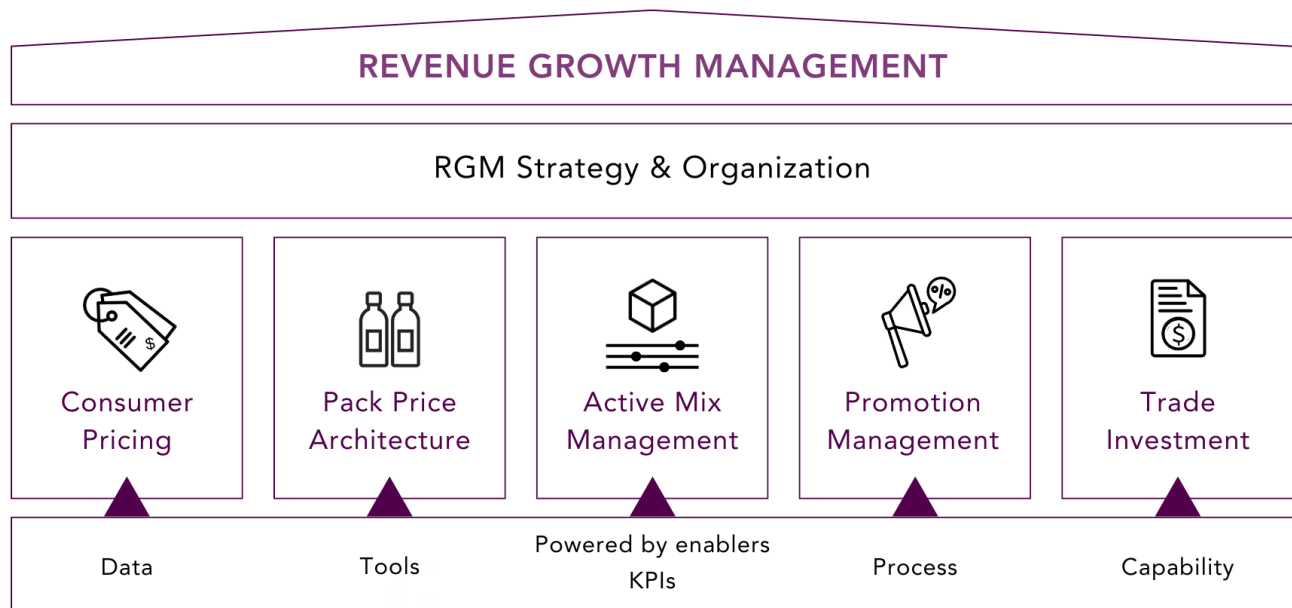 REVENUE GROWTH MANAGEMENT
RGM Strategy & Organization
$
%
$
Consumer
Pricing
Pack Price
Architecture
Active Mix
Management
Promotion
Management
Trade
Investment
Powered by enablers
Data
Tools
KPIs
Process
Capability